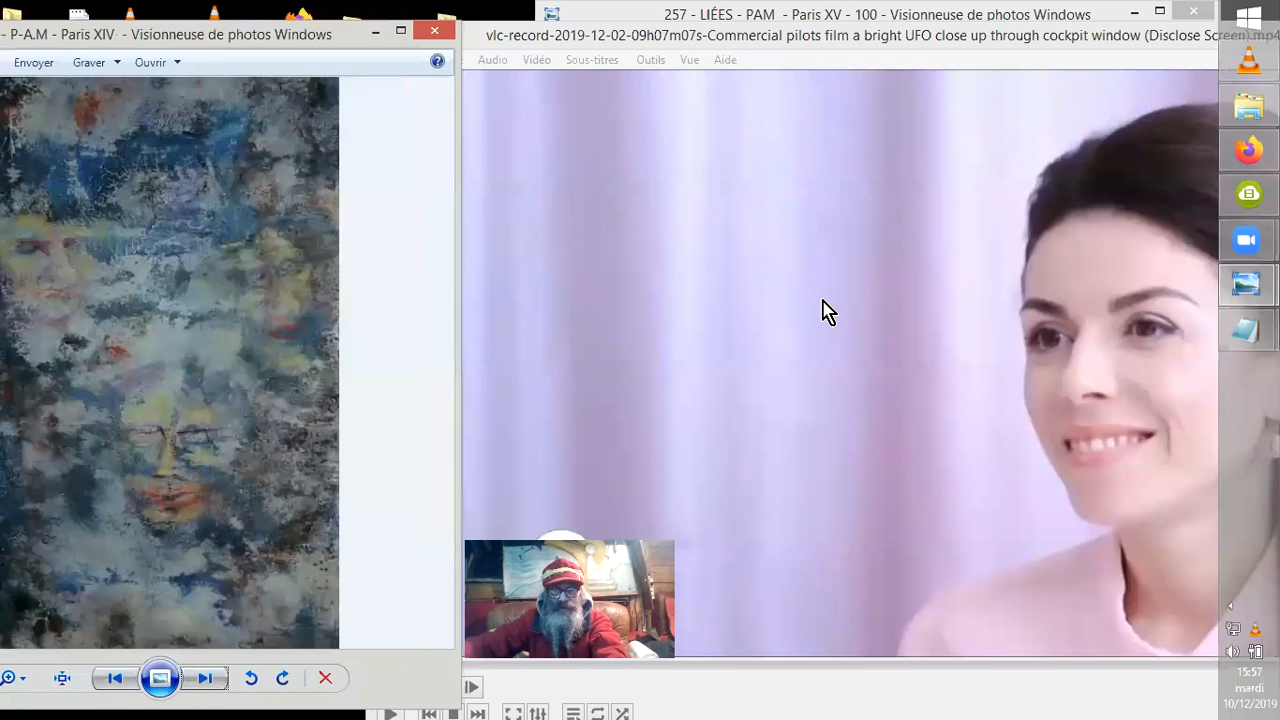 257 - LIÉES - PAM - Paris XV - 100 - Visionneuse de photos Windows
- P-A.M - Paris XIV - Visionneuse de photos Windows
vlc-record-2019-12-02-09h07m07s-Commercial pilots film a bright UFO close up through cockpit window (Disclose Screen).mp4
Envoyer Graver Ouvrir
Audio Vidéo Sous-titres Outils Vue Aide
15:57
mardi
10/12/2019